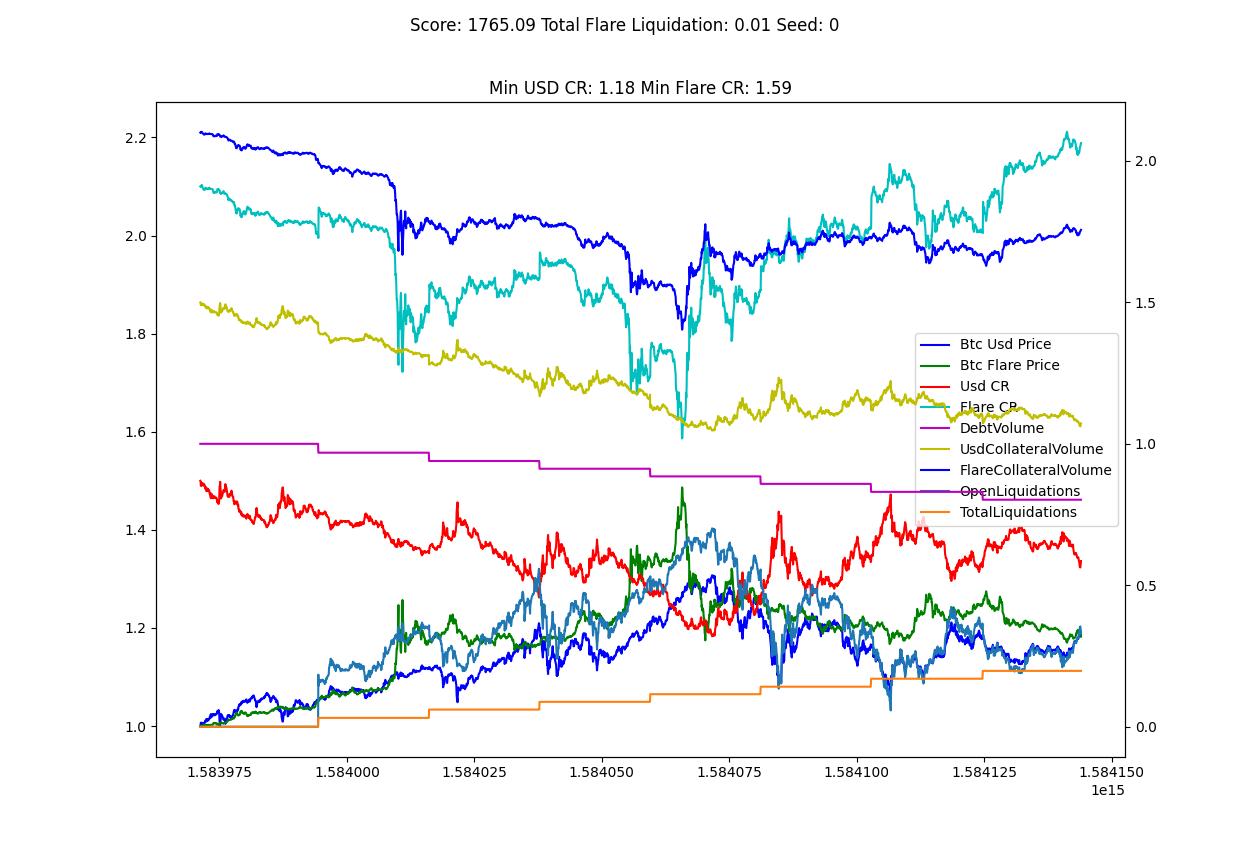 Score: 1765.09 Total Flare Liquidation: 0.01 Seed: 0
Min USD CR: 1.18 Min Flare CR: 1.59
2.2
2.0
1.8
1.6
1.4
1.2
1.0
2.0
1.5
1.0
0.5
0.0
Btc Usd Price
Btc Flare Price
Usd CR
Flare CR
DebtVolume
UsdCollateralVolume
FlareCollateralVolume
OpenLiquidations
TotalLiquidations
1.583975 1.584000 1.584025 1.584050 1.584075 1.584100 1.584125 1.584150
1e15